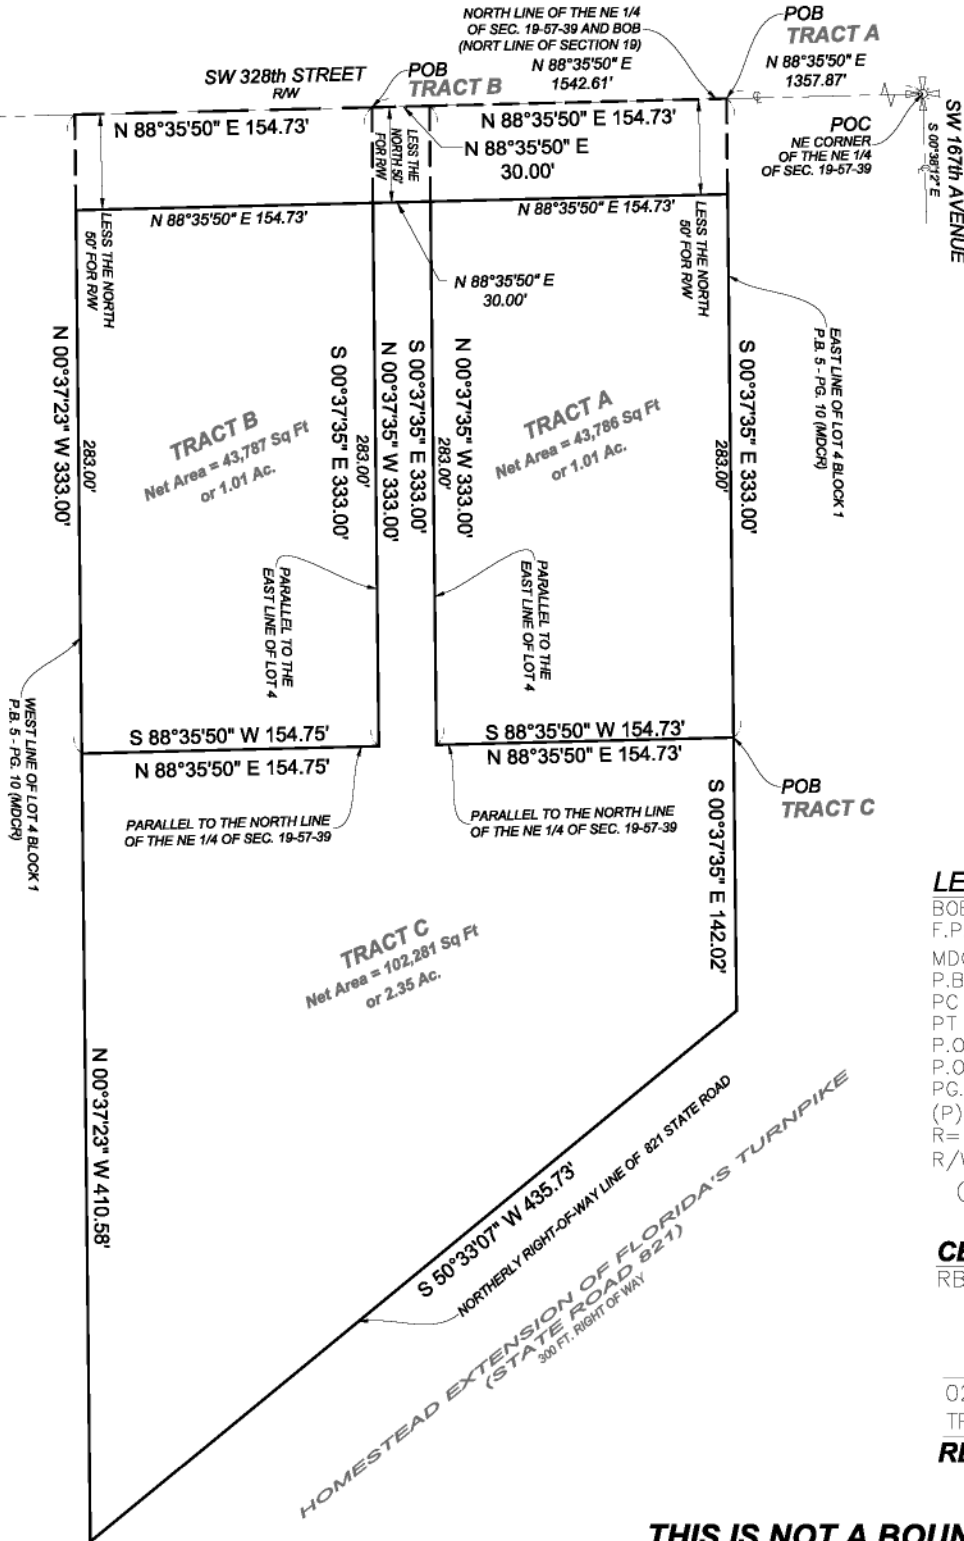 NORTH LINE OF THE NE 1/4
OF SEC. 19-57-39 AND BOB
(NORT LINE OF SECTION 19)
N 88°35'50" E
1542.61'
POB
TRACT A
N 88°35'50" E
1357.87'
SW 328th STREET
R/W
POB
TRACT B
POC
NE CORNER
OF THE NE 1/4
OF SEC. 19-57-39
S 00°38'12" E
SW 167th AVENUE
N 88°35'50" E 154.73'
LESS THE
NORTH 50'
FOR R/W
N 88°35'50" E 154.73'
N 88°35'50" E
30.00'
N 88°35'50" E 154.73'
N 88°35'50" E 154.73'
LESS THE NORTH
50' FOR R/W
N 88°35'50" E
30.00'
LESS THE NORTH
50' FOR R/W
EAST LINE OF LOT 4 BLOCK 1
P.B. 5 - PG. 10 (MDCR)
N 00°37'23" W 333.00'
283.00'
TRACT B
Net Area = 43,787 Sq Ft
or 1.01 Ac.
S 00°37'35" E 333.00'
283.00'
N 00°37'35" W 333.00'
S 00°37'35" E 333.00'
N 00°37'35" W 333.00'
283.00'
TRACT A
Net Area = 43,786 Sq Ft
or 1.01 Ac.
283.00'
S 00°37'35" E 333.00'
PARALLEL TO THE
EAST LINE OF LOT 4
PARALLEL TO THE
EAST LINE OF LOT 4
WEST LINE OF LOT 4 BLOCK 1
P.B. 5 - PG. 10 (MDCR)
S 88°35'50" W 154.75'
N 88°35'50" E 154.75'
S 88°35'50" W 154.73'
N 88°35'50" E 154.73'
POB
TRACT C
PARALLEL TO THE NORTH LINE
OF THE NE 1/4 OF SEC. 19-57-39
PARALLEL TO THE NORTH LINE
OF THE NE 1/4 OF SEC. 19-57-39
S 00°37'35" E 142.02'
TRACT C
Net Area = 102,281 Sq Ft
or 2.35 Ac.
N 00°37'23" W 410.58'
S 50°33'07" W 435.73'
NORTHERLY RIGHT-OF-WAY LINE OF 821 STATE ROAD
HOMESTEAD EXTENSION OF FLORIDA'S TURNPIKE
(STATE ROAD 821)
300 FT. RIGHT OF WAY
F.P
P.B
PC
PT
P.O
P.O
PG.
(P)
R=
THIS IS NOT A BOUN